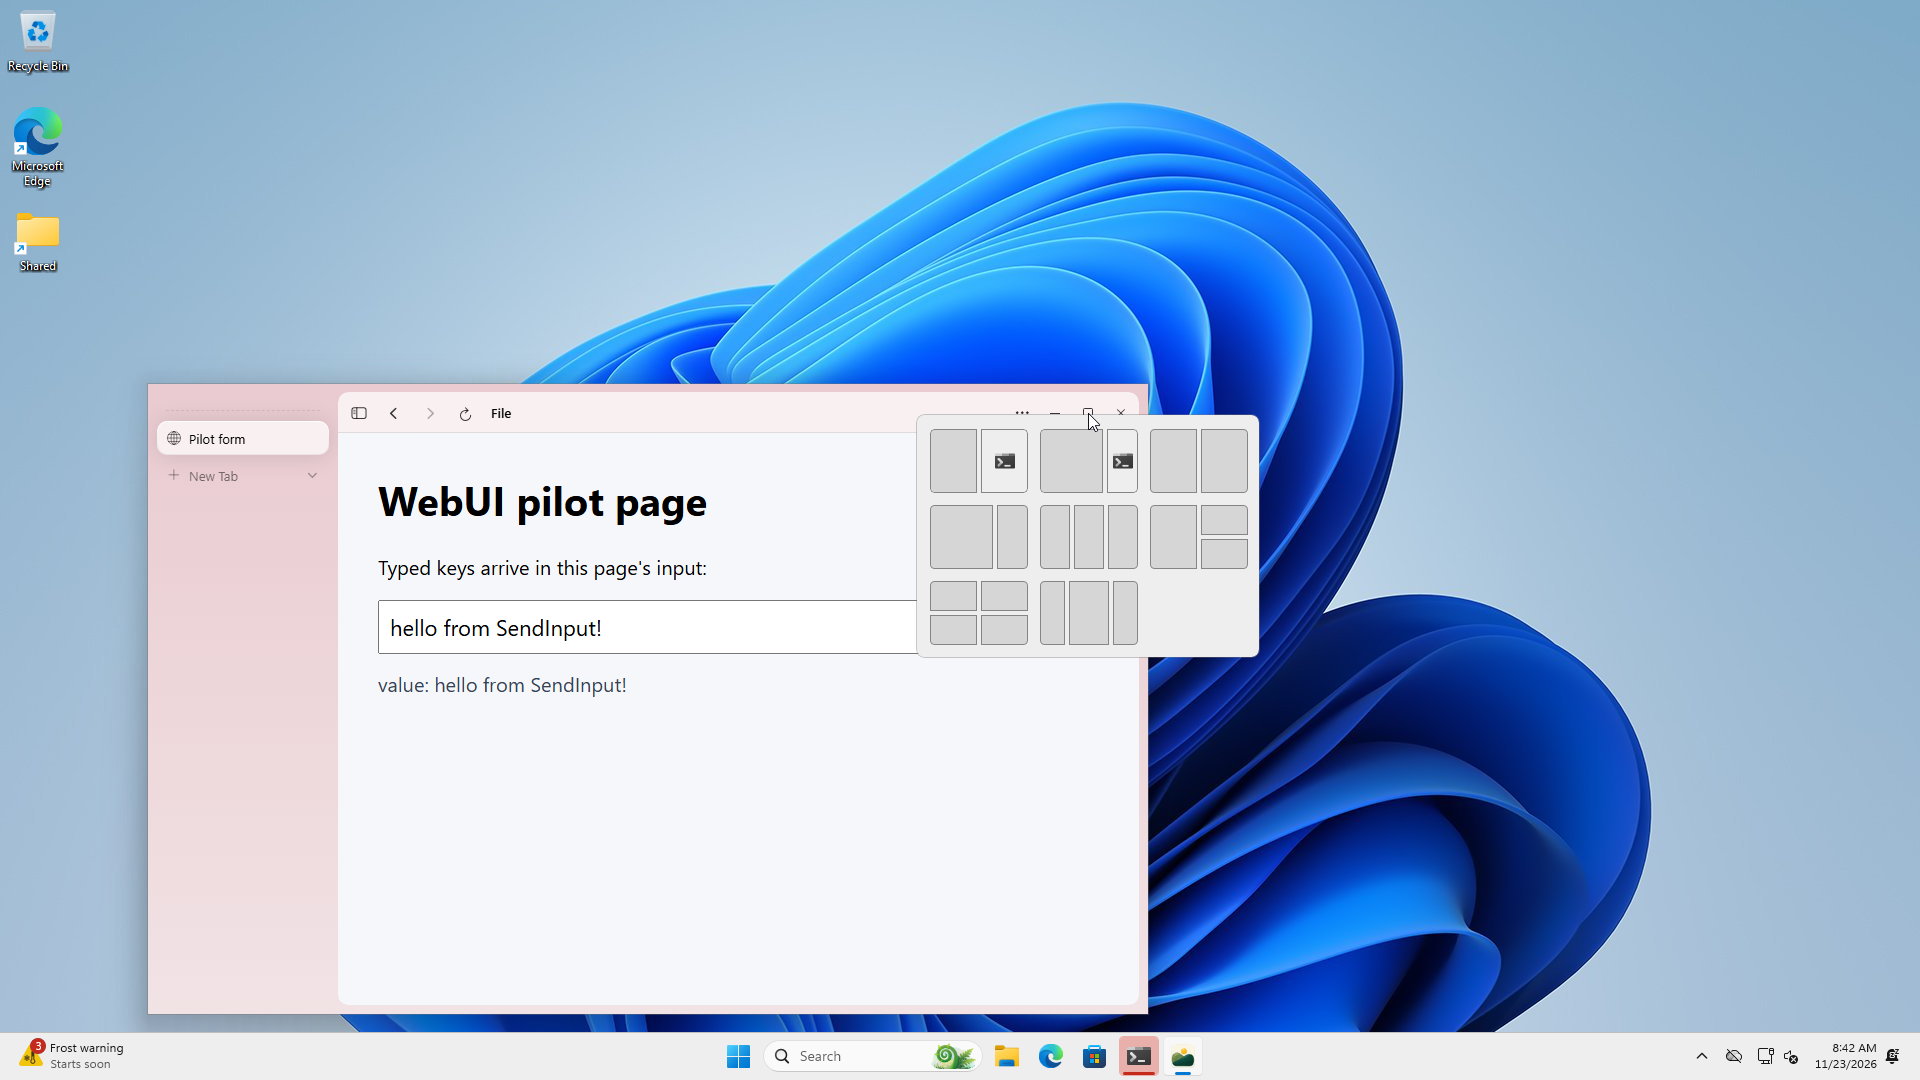 Recycle Bin
Microsoft
Edge
Shared
File
Pilot form
New Tab
WebUI pilot page
Typed keys arrive in this page's input:
hello from SendInput!
value: hello from SendInput!
3
Frost warning
Starts soon
Search
8:42 AM
11/23/2026